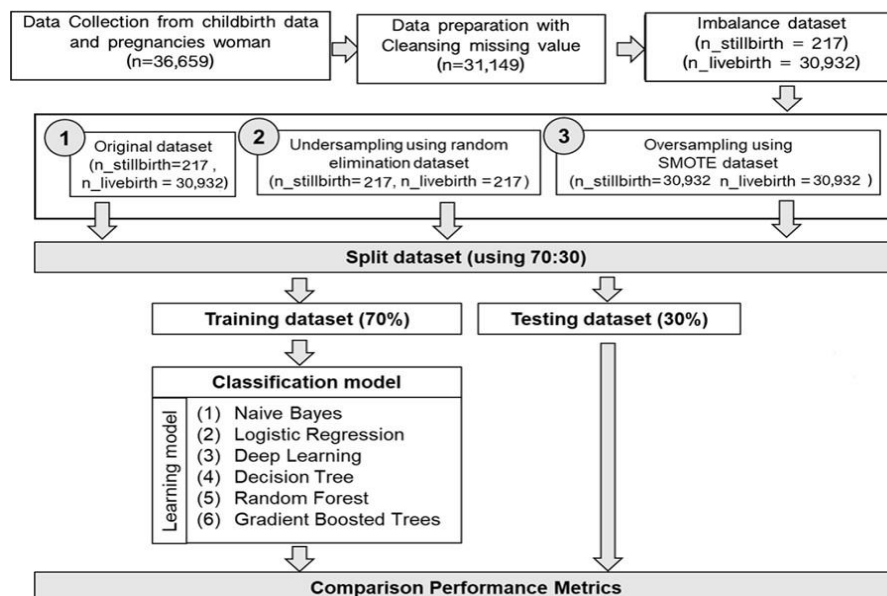 Data Collection from childbirth data
and pregnancies woman
(n=36,659)
Data preparation with
Cleansing missing value
(n=31,149)
Imbalance dataset
(n_stillbirth = 217)
(n_livebirth = 30,932)
1
Original dataset
(n_stillbirth=217 ,
n_livebirth = 30,932)
2
Undersampling using random
elimination dataset
(n_stillbirth=217, n_livebirth =217)
3
Oversampling using
SMOTE dataset
(n_stillbirth=30,932 n_livebirth = 30,932 )
Split dataset (using 70:30)
Training dataset (70%)
Testing dataset (30%)
Classification model
Learning model
(1) Naive Bayes
(2) Logistic Regression
(3) Deep Learning
(4) Decision Tree
(5) Random Forest
(6) Gradient Boosted Trees
Comparison Performance Metrics